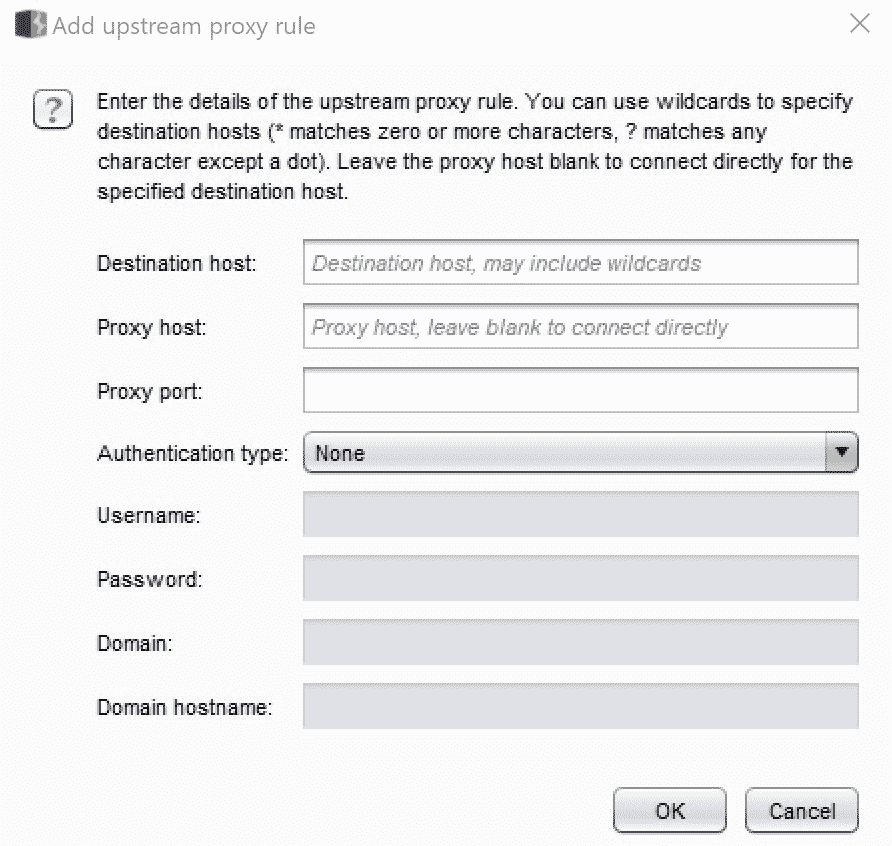 Add upstream proxy rule
?
Enter the details of the upstream proxy rule. You can use wildcards to specify
destination hosts (* matches zero or more characters, ? matches any
character except a dot). Leave the proxy host blank to connect directly for the
specified destination host.
Destination host: Destination host, may include wildcards
Proxy host: Proxy host, leave blank to connect directly
Proxy port:
Authentication type: None
Username:
Password:
Domain:
Domain hostname:
OK Cancel